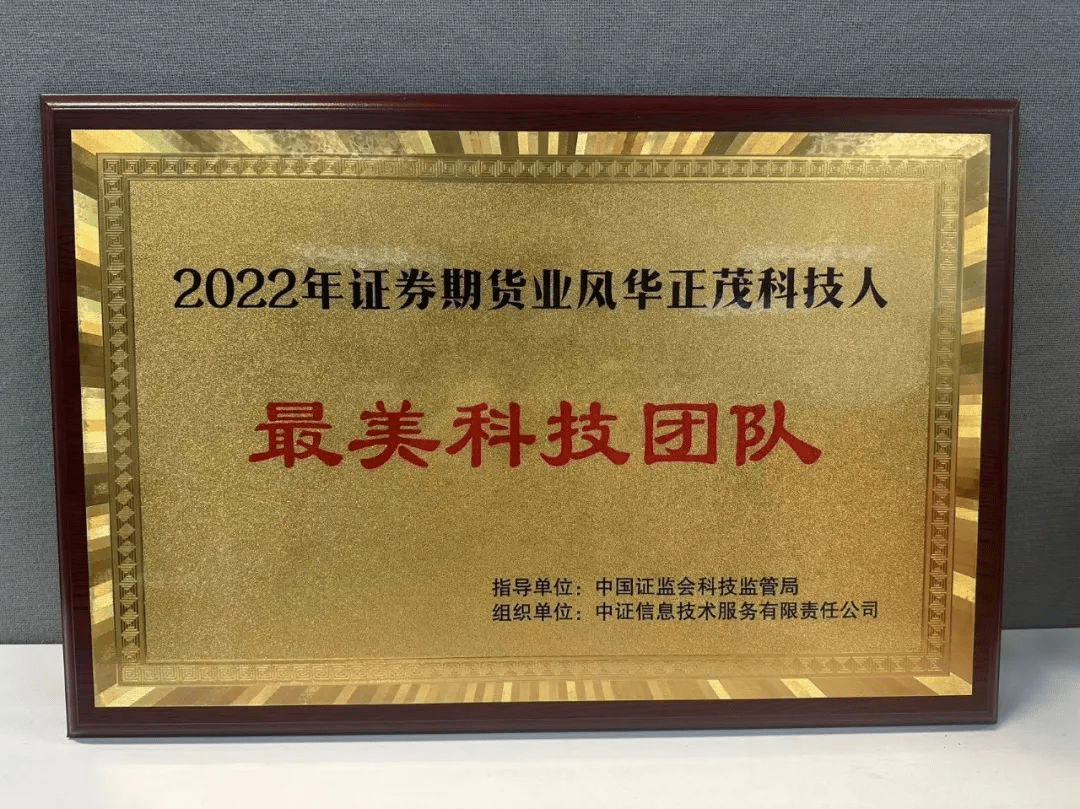 2022年证券期货业风华正茂科技人
最美科技团队
指导单位：中国证监会科技监管局
组织单位：中证信息技术服务有限责任公司